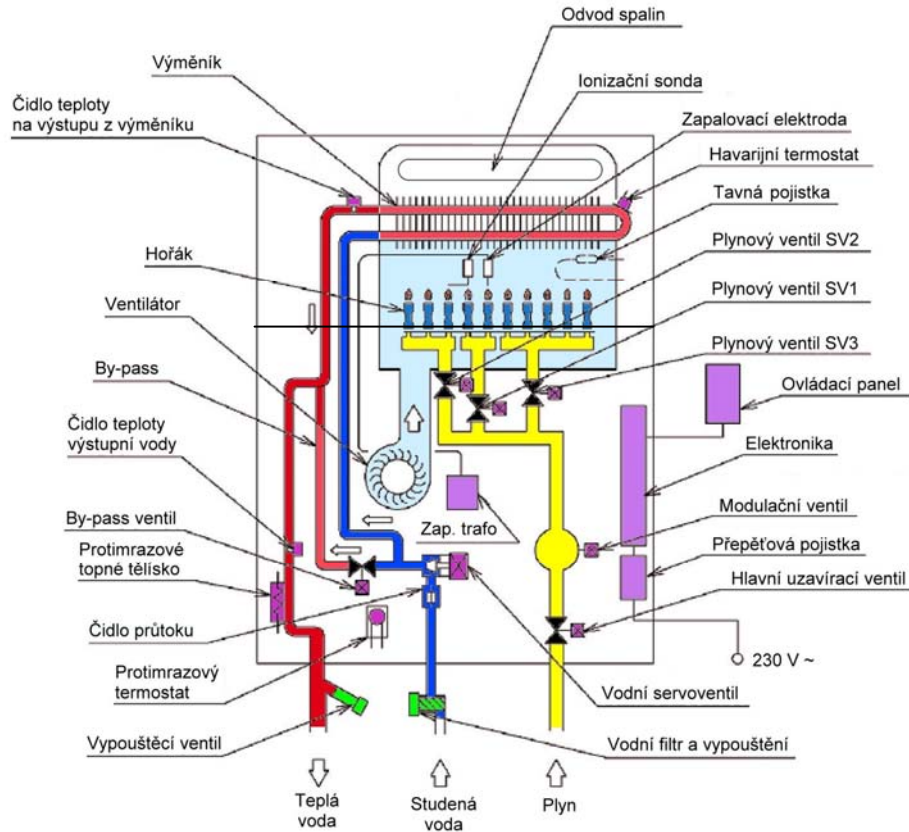 Odvod spalin
Výměník
Ionizační sonda
Čidlo teploty
na výstupu z výměníku
Zapalovací elektroda
Havarijní termostat
Tavná pojistka
Plynový ventil SV2
Hořák
Plynový ventil SV1
Ventilátor
Plynový ventil SV3
By-pass
Ovládací panel
Čidlo teploty
výstupní vody
Elektronika
By-pass ventil
Zap. trafo
Modulační ventil
Protimrazové
topné tělísko
Přepěťová pojistka
Hlavní uzavírací ventil
Čidlo průtoku
230 V ~
Protimrazový
termostat
Vodní servoventil
Vypouštěcí ventil
Vodní filtr a vypouštění
Teplá
voda
Studená
voda
Plyn